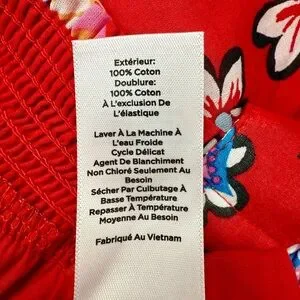 Extérieur:
100% Coton
Doublure:
100% Coton
À L'exclusion De
L'élastique
Laver À La Machine À
L'eau Froide
Cycle Délicat
Agent De Blanchiment
Non Chloré Seulement Au
Besoin
Sécher Par Culbutage À
Basse Température
Repasser À Température
Moyenne Au Besoin
Fabriqué Au Vietnam